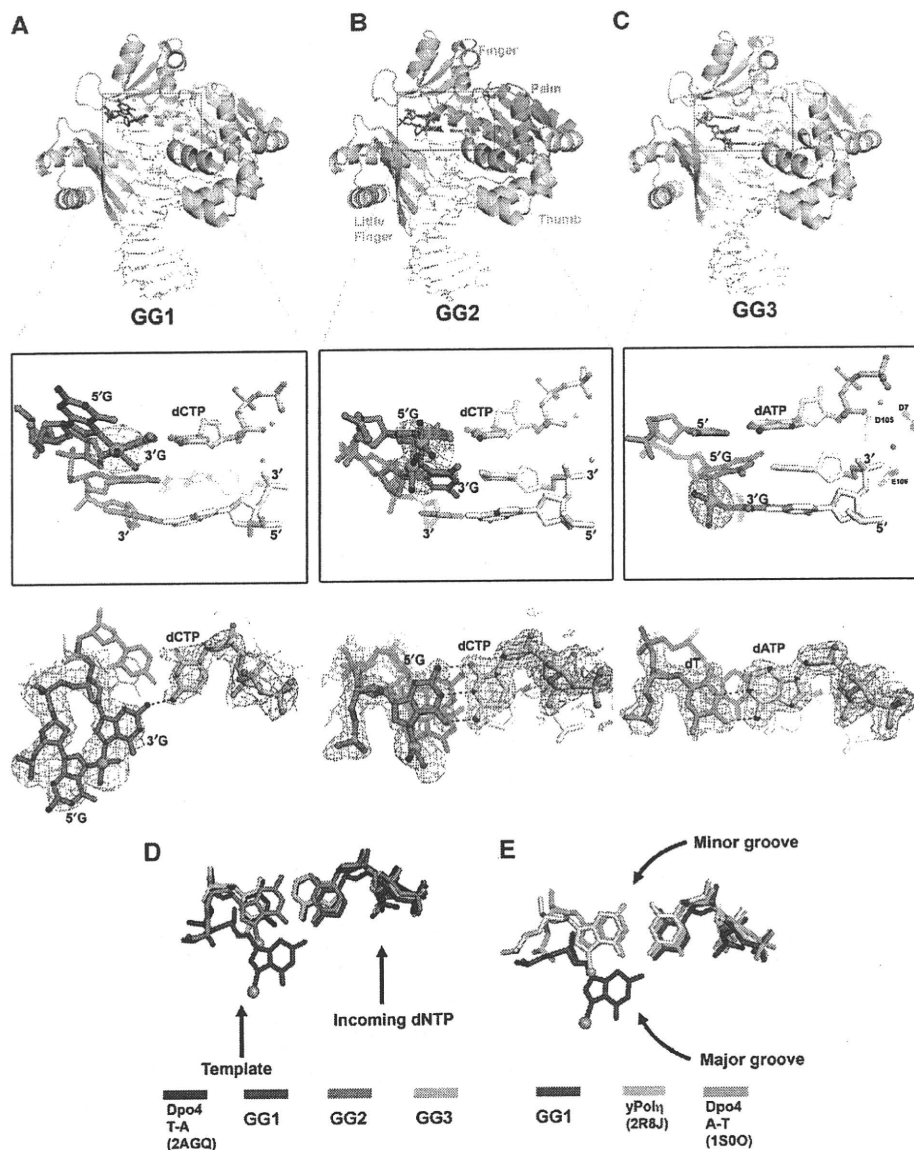 A
B
C
Finger
Palm
Little
Finger
Thumb
GG1
GG2
GG3
5'G
dCTP
3'G
3'
3'
5'
5'G
dCTP
3'G
3'
3'
5'
5'
dATP
D105
D7
5'G
3'
E106
3'G
5'
dCTP
3'G
5'G
5'G
dCTP
dT
dATP
D
E
Minor groove
Incoming dNTP
Template
Major groove
Dpo4
T-A
(2AGQ)
GG1
GG2
GG3
GG1
yPolη
(2R8J)
Dpo4
A-T
(1S0O)